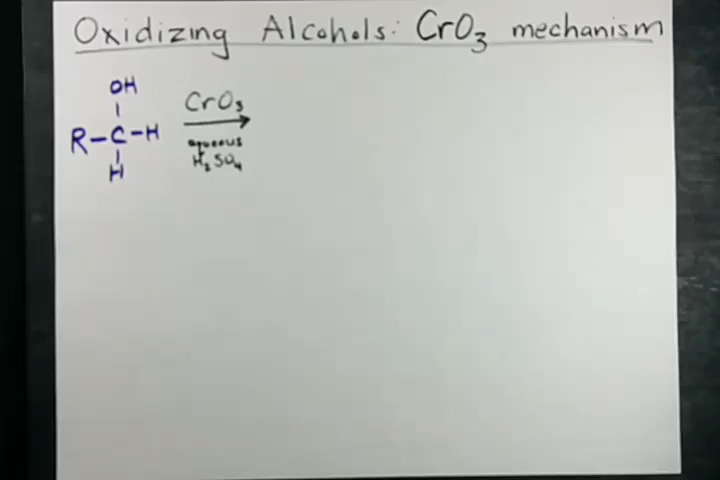 Oxidizing Alcohols: CrO₃ mechanism
OH
R-C-H
H
CrO₃
aqueous
H₂SO₄